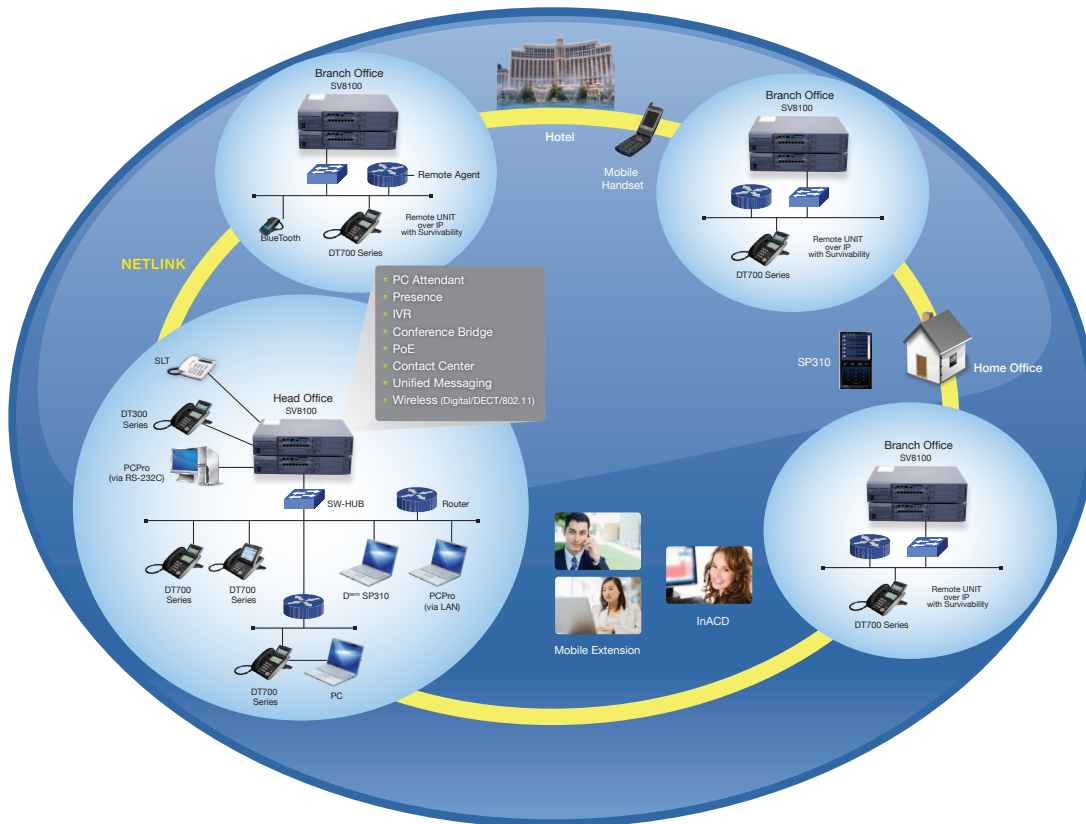 Branch Office
SV8100
Remote Agent
BlueTooth
DT700 Series
Remote UNIT
over IP
with Survivability
Hotel
Mobile
Handset
Branch Office
SV8100
Remote UNIT
over IP
with Survivability
DT700 Series
NETLINK
PC Attendant
Presence
IVR
Conference Bridge
PoE
Contact Center
Unified Messaging
Wireless (Digital/DECT/802.11)
SP310
Home Office
SLT
DT300
Series
PCPro
(via RS-232C)
Head Office
SV8100
SW-HUB
Router
DT700
Series
DT700
Series
Dterm SP310
PCPro
(via LAN)
DT700
Series
PC
Mobile Extension
InACD
Branch Office
SV8100
Remote UNIT
over IP
with Survivability
DT700 Series